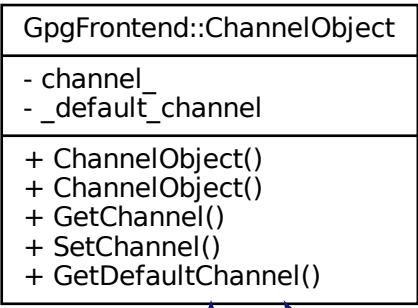 GpgFrontend::ChannelObject
- channel_
- _default_channel
+ ChannelObject()
+ ChannelObject()
+ GetChannel()
+ SetChannel()
+ GetDefaultChannel()